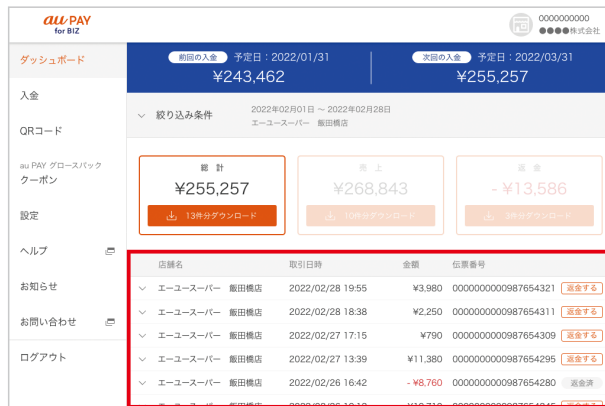 au PAY
for BIZ
0000000000
●●●●株式会社
ダッシュボード
入金
QRコード
au PAY グロースパック
クーポン
設定
ヘルプ
お知らせ
お問い合わせ
ログアウト
前回の入金 予定日：2022/01/31
¥243,462
次回の入金 予定日：2022/03/31
¥255,257
絞り込み条件
2022年02月01日 ～ 2022年02月28日
エーユースーパー 飯田橋店
総 計
¥255,257
13件分ダウンロード
売 上
¥268,843
10件分ダウンロード
返 金
- ¥13,586
3件分ダウンロード
店舗名 取引日時 金額 伝票番号
エーユースーパー 飯田橋店 2022/02/28 19:55 ¥3,980 0000000000987654321 返金する
エーユースーパー 飯田橋店 2022/02/28 18:38 ¥2,250 0000000000987654311 返金する
エーユースーパー 飯田橋店 2022/02/27 17:15 ¥790 0000000000987654309 返金する
エーユースーパー 飯田橋店 2022/02/27 13:39 ¥11,380 0000000000987654295 返金する
エーユースーパー 飯田橋店 2022/02/26 16:42 - ¥8,760 0000000000987654280 返金済